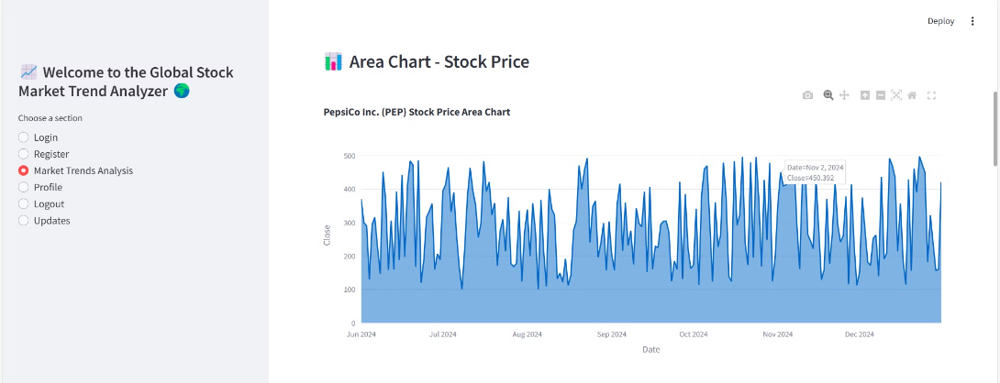 Deploy
📈 Welcome to the Global Stock
Market Trend Analyzer 🌍
Choose a section
Login
Register
Market Trends Analysis
Profile
Logout
Updates
📊 Area Chart - Stock Price
PepsiCo Inc. (PEP) Stock Price Area Chart
500
400
300
200
100
0
Close
Date=Nov 2, 2024
Close=450.392
Jun 2024
Jul 2024
Aug 2024
Sep 2024
Oct 2024
Nov 2024
Dec 2024
Date